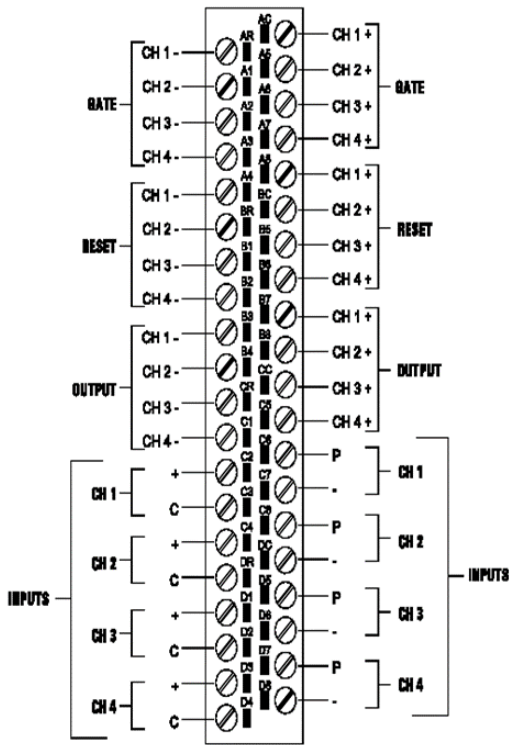 AC CH 1 +
CH 1 - AR
A5 CH 2 +
GATE CH 2 - A1
A6 CH 3 + GATE
CH 3 - A2
A7 CH 4 +
CH 4 - A3
A8 CH 1 +
CH 1 - A4
BC CH 2 +
RESET CH 2 - BR
B5 CH 3 + RESET
CH 3 - B1
B6 CH 4 +
CH 4 - B2
B7 CH 1 +
CH 1 - B3
B8 CH 2 +
OUTPUT CH 2 - B4
CC CH 3 + OUTPUT
CH 3 - CR
C5 CH 4 +
CH 4 - C1
C6 P
CH 1 + C2
C7 - CH 1
C C3
C8 P
CH 2 + C4
DC - CH 2
C DR
D5 P INPUTS
INPUTS CH 3 + D1
D6 - CH 3
C D2
D7 P
CH 4 + D3
D8 - CH 4
C D4